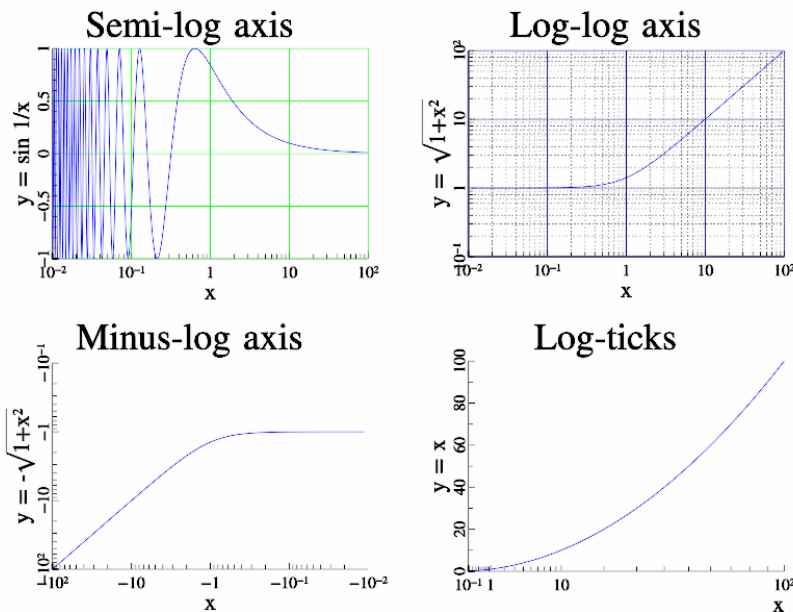 Semi-log axis
y = sin 1/x
1
0.5
0
−0.5
−1
10⁻² 10⁻¹ 1 10 10²
x
Log-log axis
y = √1+x²
10²
10
1
10⁻¹
10⁻² 10⁻¹ 1 10 10²
x
Minus-log axis
y = -√1+x²
−10⁻¹
−1
−10
−10²
−10² −10 −1 −10⁻¹ −10⁻²
x
Log-ticks
y = x
100
80
60
40
20
0
10⁻¹ 1 10 10²
x